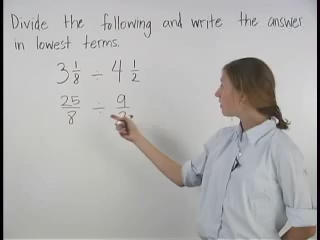 Divide the following and write the answer
in lowest terms.
3 1/8 ÷ 4 1/2
25/8 ÷ 9/2